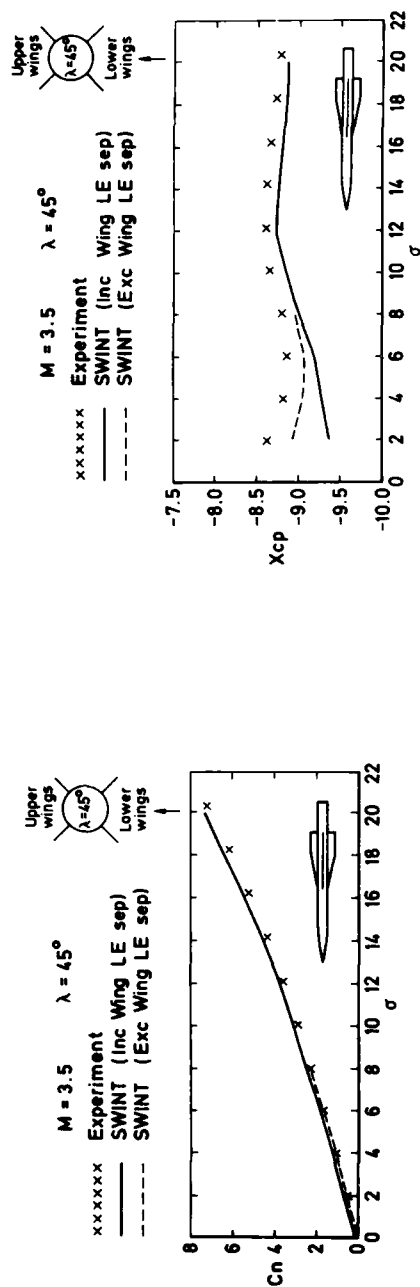 M = 3.5 λ = 45°
×××××× Experiment
SWINT (Inc Wing LE sep)
SWINT (Exc Wing LE sep)
Upper
wings
λ=45°
Lower
wings
8
6
Cn 4
2
0
0 2 4 6 8 10 12 14 16 18 20 22
σ
M = 3.5 λ = 45°
×××××× Experiment
SWINT (Inc Wing LE sep)
SWINT (Exc Wing LE sep)
Upper
wings
λ=45°
Lower
wings
-7.5
-8.0
-8.5
Xcp
-9.0
-9.5
-10.0
0 2 4 6 8 10 12 14 16 18 20 22
σ